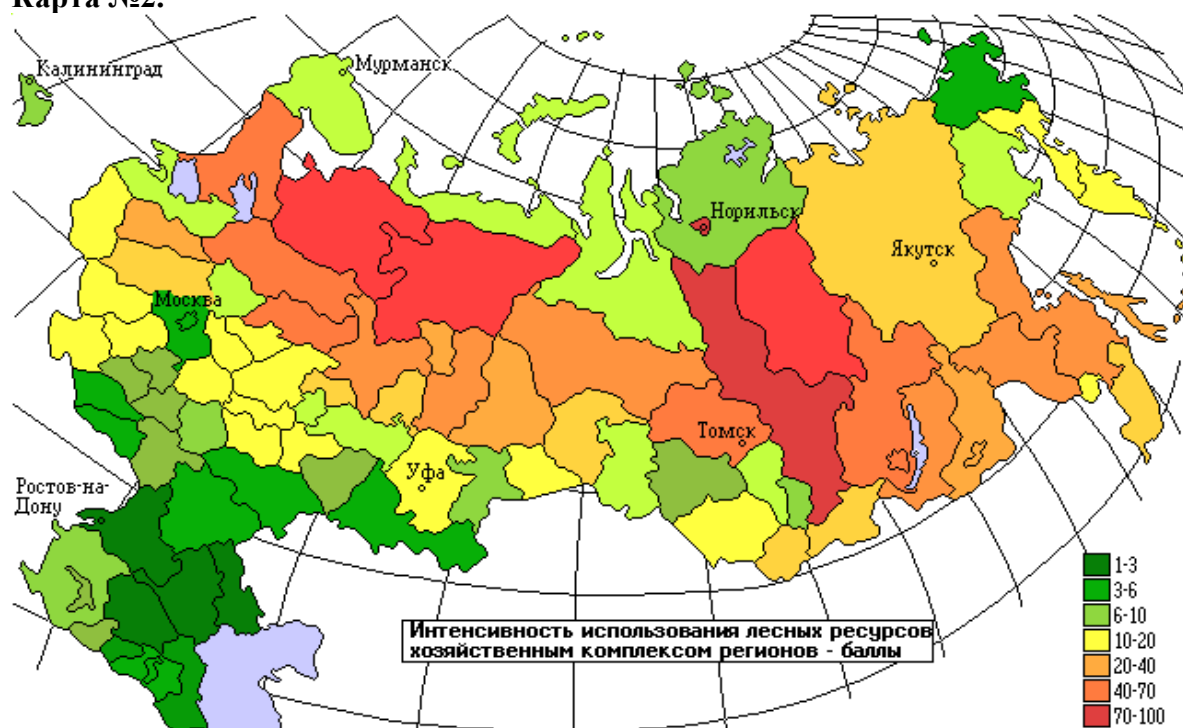 Карта №2.
Калининград
Мурманск
Норильск
Якутск
Москва
Томск
Уфа
Ростов-на-
Дону
1-3
3-6
6-10
10-20
20-40
40-70
70-100
Интенсивность использования лесных ресурсов
хозяйственным комплексом регионов - баллы